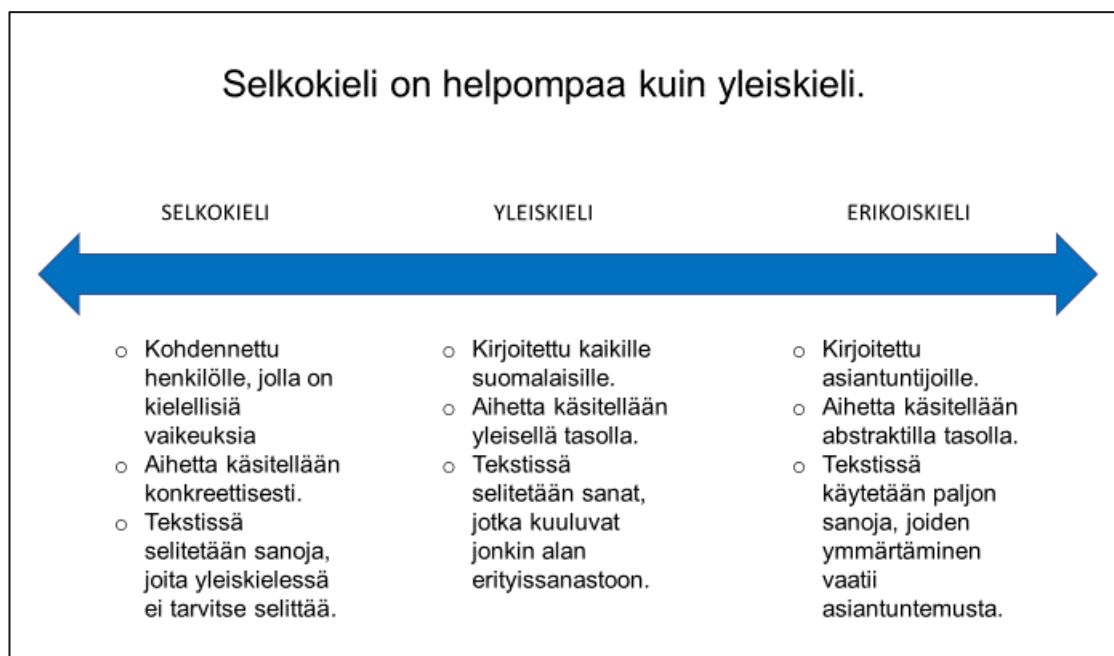 Selkokieli on helpompaa kuin yleiskieli.
SELKOKIELI
YLEISKIELI
ERIKOISKIELI
o Kohdennettu
henkilölle, jolla on
kielellisiä
vaikeuksia
o Aihetta käsitellään
konkreettisesti.
o Tekstissä
selitetään sanoja,
joita yleiskielessä
ei tarvitse selittää.
o Kirjoitettu kaikille
suomalaisille.
o Aihetta käsitellään
yleisellä tasolla.
o Tekstissä
selitetään sanat,
jotka kuuluvat
jonkin alan
erityissanastoon.
o Kirjoitettu
asiantuntijoille.
o Aihetta käsitellään
abstraktilla tasolla.
o Tekstissä
käytetään paljon
sanoja, joiden
ymmärtäminen
vaatii
asiantuntemusta.